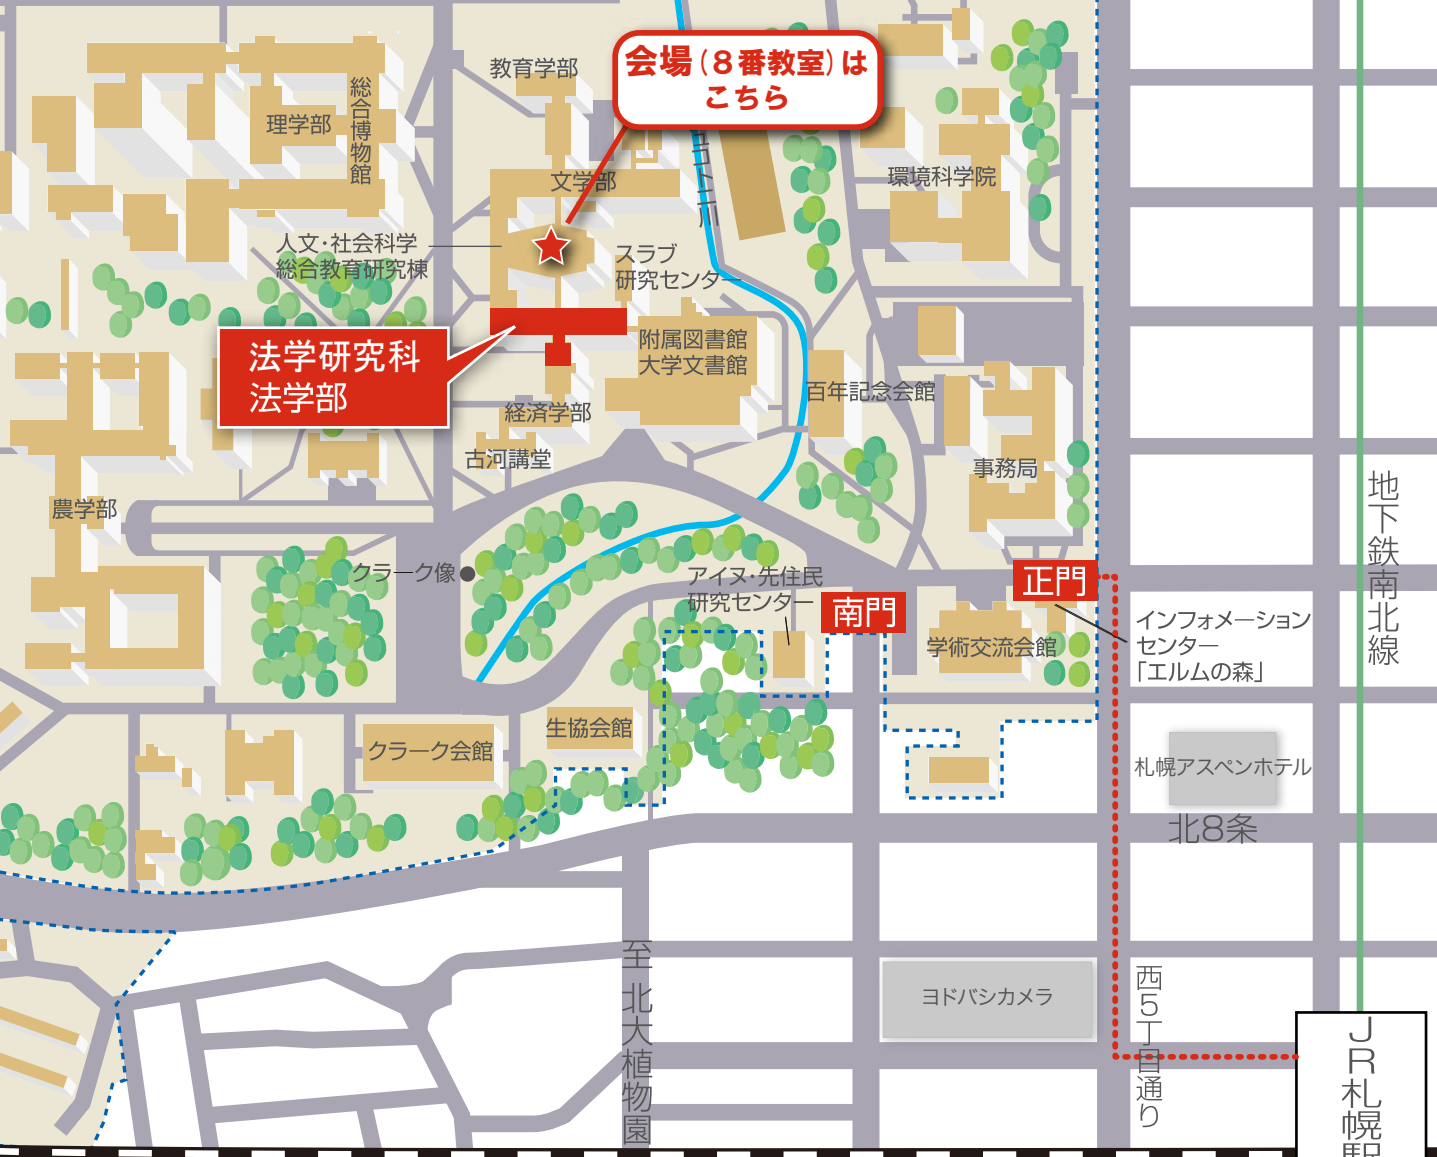 会場（８番教室）は
こちら
教育学部
総合博物館
理学部
文学部
環境科学院
人文・社会科学
総合教育研究棟
スラブ
研究センター
法学研究科
法学部
附属図書館
大学文書館
百年記念会館
経済学部
古河講堂
事務局
農学部
クラーク像
アイヌ・先住民
研究センター
正門
南門
インフォメーション
センター
「エルムの森」
学術交流会館
地下鉄南北線
生協会館
クラーク会館
札幌アスペンホテル
北8条
至 北大植物園
ヨドバシカメラ
西5丁目通り
JR札幌駅